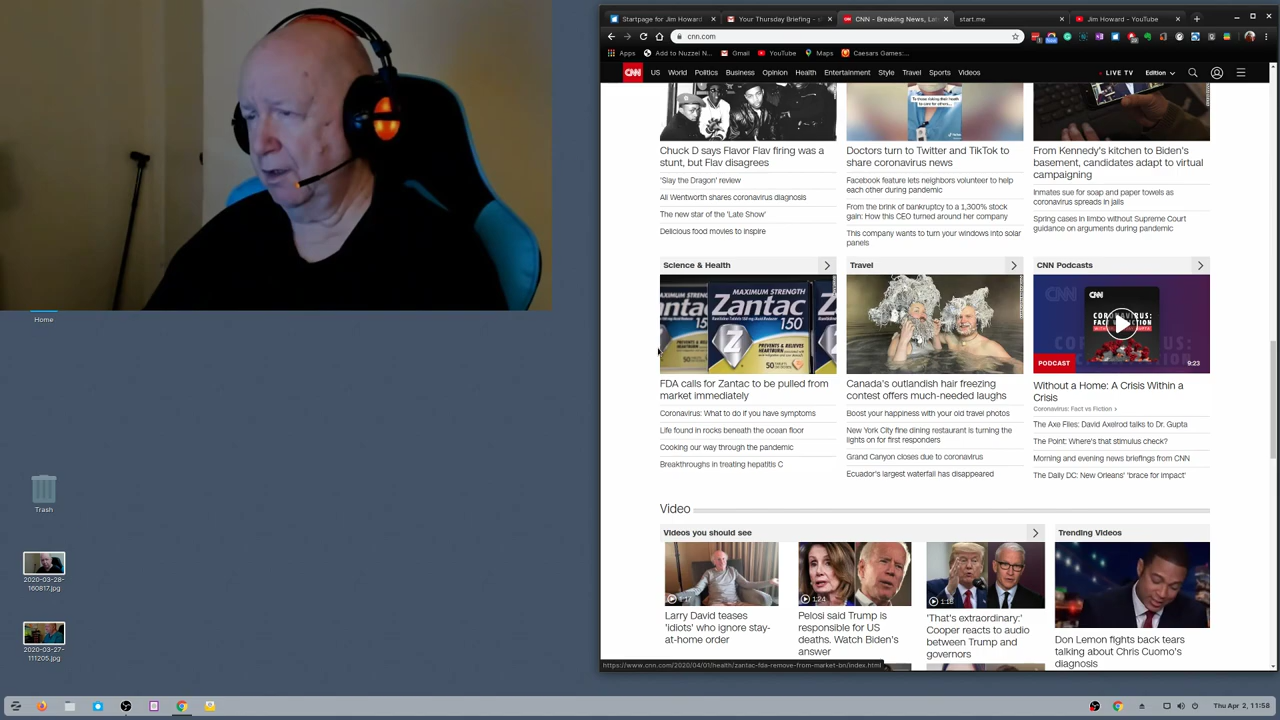 Startpage for Jim Howard
Your Thursday Briefing - 
CNN - Breaking News, Lat
start.me
Jim Howard - YouTube
cnn.com
Apps
Add to Nuzzel N...
Gmail
YouTube
Maps
Caesars Games:...
CNN
US
World
Politics
Business
Opinion
Health
Entertainment
Style
Travel
Sports
Videos
LIVE TV
Edition
Chuck D says Flavor Flav firing was a
stunt, but Flav disagrees
'Slay the Dragon' review
Ali Wentworth shares coronavirus diagnosis
The new star of the 'Late Show'
Delicious food movies to inspire
Doctors turn to Twitter and TikTok to
share coronavirus news
Facebook feature lets neighbors volunteer to help
each other during pandemic
From the brink of bankruptcy to a 1,300% stock
gain: How this CEO turned around her company
This company wants to turn your windows into solar
panels
From Kennedy's kitchen to Biden's
basement, candidates adapt to virtual
campaigning
Inmates sue for soap and paper towels as
coronavirus spreads in jails
Spring cases in limbo without Supreme Court
guidance on arguments during pandemic
Science & Health
MAXIMUM STRENGTH
Zantac
150
PREVENTS & RELIEVES
HEARTBURN
50
FDA calls for Zantac to be pulled from
market immediately
Coronavirus: What to do if you have symptoms
Life found in rocks beneath the ocean floor
Cooking our way through the pandemic
Breakthroughs in treating hepatitis C
Travel
Canada's outlandish hair freezing
contest offers much-needed laughs
Boost your happiness with your old travel photos
New York City fine dining restaurant is turning the
lights on for first responders
Grand Canyon closes due to coronavirus
Ecuador's largest waterfall has disappeared
CNN Podcasts
CNN
CORONAVIRUS:
PODCAST
9:23
Without a Home: A Crisis Within a
Crisis
Coronavirus: Fact vs Fiction
The Axe Files: David Axelrod talks to Dr. Gupta
The Point: Where's that stimulus check?
Morning and evening news briefings from CNN
The Daily DC: New Orleans' 'brace for impact'
Video
Videos you should see
Larry David teases
'idiots' who ignore stay-
at-home order
1:24
Pelosi said Trump is
responsible for US
deaths. Watch Biden's
answer
'That's extraordinary:'
Cooper reacts to audio
between Trump and
governors
Trending Videos
Don Lemon fights back tears
talking about Chris Cuomo's
diagnosis
https://www.cnn.com/2020/04/01/health/zantac-fda-remove-from-market-bn/index.html
Home
Trash
2020-03-28-
160817.jpg
2020-03-27-
111205.jpg
Thu Apr 2, 11:58